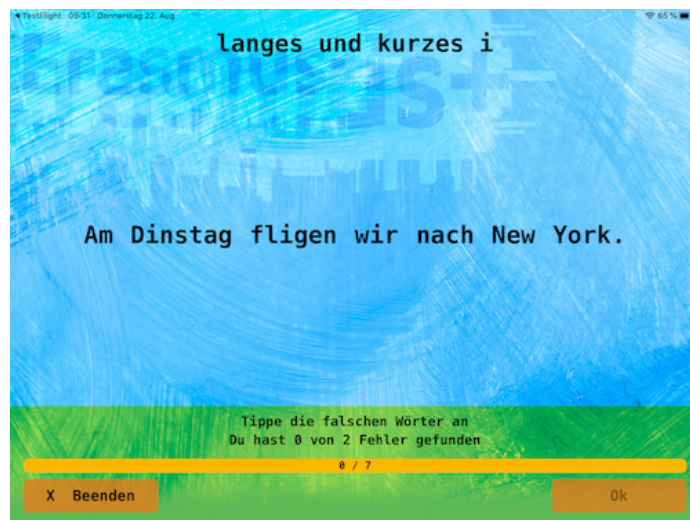 ◀ TestFlight 09:31 Donnerstag 22. Aug 65 %
langes und kurzes i
Erasmus+
Am Dinstag fligen wir nach New York.
Tippe die falschen Wörter an
Du hast 0 von 2 Fehler gefunden
0 / 7
X Beenden
Ok